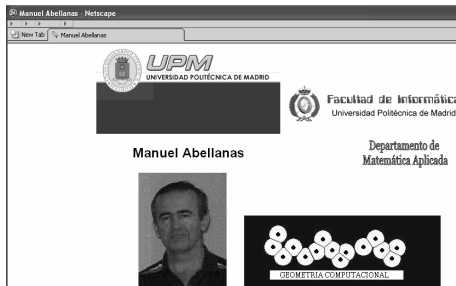 Manuel Abellanas - Netscape
New Tab
Manuel Abellanas
UPM
UNIVERSIDAD POLITÉCNICA DE MADRID
Facultad de Informática
Universidad Politécnica de Madrid
Departamento de
Matemática Aplicada
Manuel Abellanas
GEOMETRIA COMPUTACIONAL